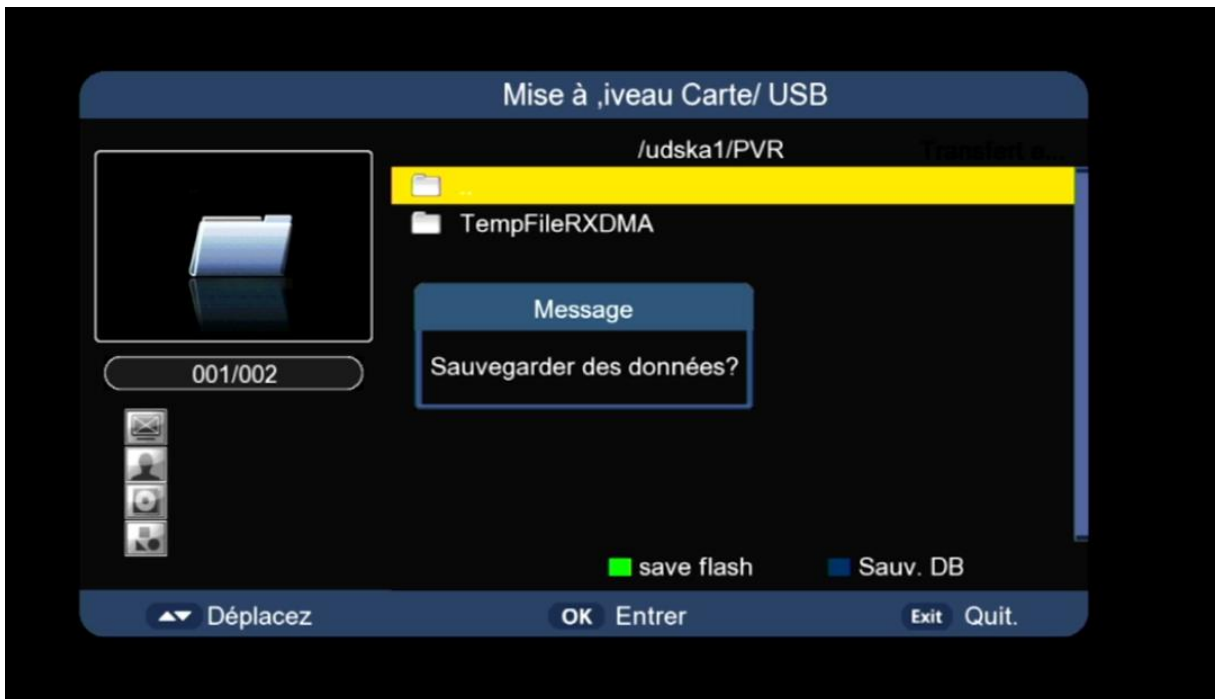 Mise à ,iveau Carte/ USB
/udska1/PVR
Transfert e...
..
TempFileRXDMA
Message
Sauvegarder des données?
001/002
save flash
Sauv. DB
Déplacez
OK Entrer
Exit Quit.